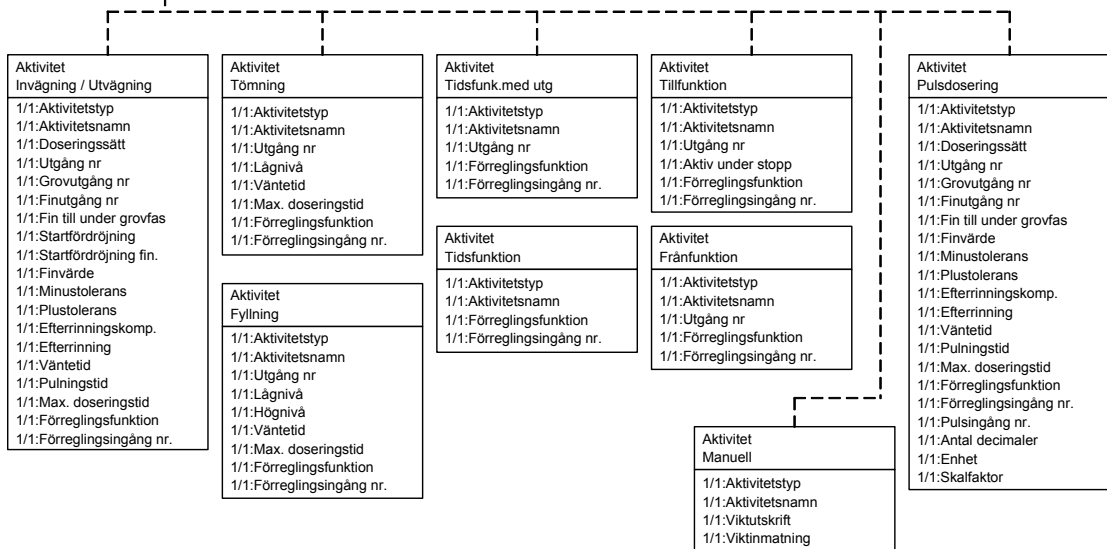 Aktivitet
Invägning / Utvägning
1/1:Aktivitetstyp
1/1:Aktivitetsnamn
1/1:Doseringssätt
1/1:Utgång nr
1/1:Grovutgång nr
1/1:Finutgång nr
1/1:Fin till under grovfas
1/1:Startfördröjning
1/1:Startfördröjning fin.
1/1:Finvärde
1/1:Minustolerans
1/1:Plustolerans
1/1:Efterrinningskomp.
1/1:Efterrinning
1/1:Väntetid
1/1:Pulningstid
1/1:Max. doseringstid
1/1:Förreglingsfunktion
1/1:Förreglingsingång nr.
Aktivitet
Tömning
1/1:Aktivitetstyp
1/1:Aktivitetsnamn
1/1:Utgång nr
1/1:Lågnivå
1/1:Väntetid
1/1:Max. doseringstid
1/1:Förreglingsfunktion
1/1:Förreglingsingång nr.
Aktivitet
Fyllning
1/1:Aktivitetstyp
1/1:Aktivitetsnamn
1/1:Utgång nr
1/1:Lågnivå
1/1:Högnivå
1/1:Väntetid
1/1:Max. doseringstid
1/1:Förreglingsfunktion
1/1:Förreglingsingång nr.
Aktivitet
Tidsfunk.med utg
1/1:Aktivitetstyp
1/1:Aktivitetsnamn
1/1:Utgång nr
1/1:Förreglingsfunktion
1/1:Förreglingsingång nr.
Aktivitet
Tidsfunktion
1/1:Aktivitetstyp
1/1:Aktivitetsnamn
1/1:Förreglingsfunktion
1/1:Förreglingsingång nr.
Aktivitet
Tillfunktion
1/1:Aktivitetstyp
1/1:Aktivitetsnamn
1/1:Utgång nr
1/1:Aktiv under stopp
1/1:Förreglingsfunktion
1/1:Förreglingsingång nr.
Aktivitet
Frånfunktion
1/1:Aktivitetstyp
1/1:Aktivitetsnamn
1/1:Utgång nr
1/1:Förreglingsfunktion
1/1:Förreglingsingång nr.
Aktivitet
Manuell
1/1:Aktivitetstyp
1/1:Aktivitetsnamn
1/1:Viktutskrift
1/1:Viktinmatning
Aktivitet
Pulsdosering
1/1:Aktivitetstyp
1/1:Aktivitetsnamn
1/1:Doseringssätt
1/1:Utgång nr
1/1:Grovutgång nr
1/1:Finutgång nr
1/1:Fin till under grovfas
1/1:Finvärde
1/1:Minustolerans
1/1:Plustolerans
1/1:Efterrinningskomp.
1/1:Efterrinning
1/1:Väntetid
1/1:Pulningstid
1/1:Max. doseringstid
1/1:Förreglingsfunktion
1/1:Förreglingsingång nr.
1/1:Pulsingång nr.
1/1:Antal decimaler
1/1:Enhet
1/1:Skalfaktor